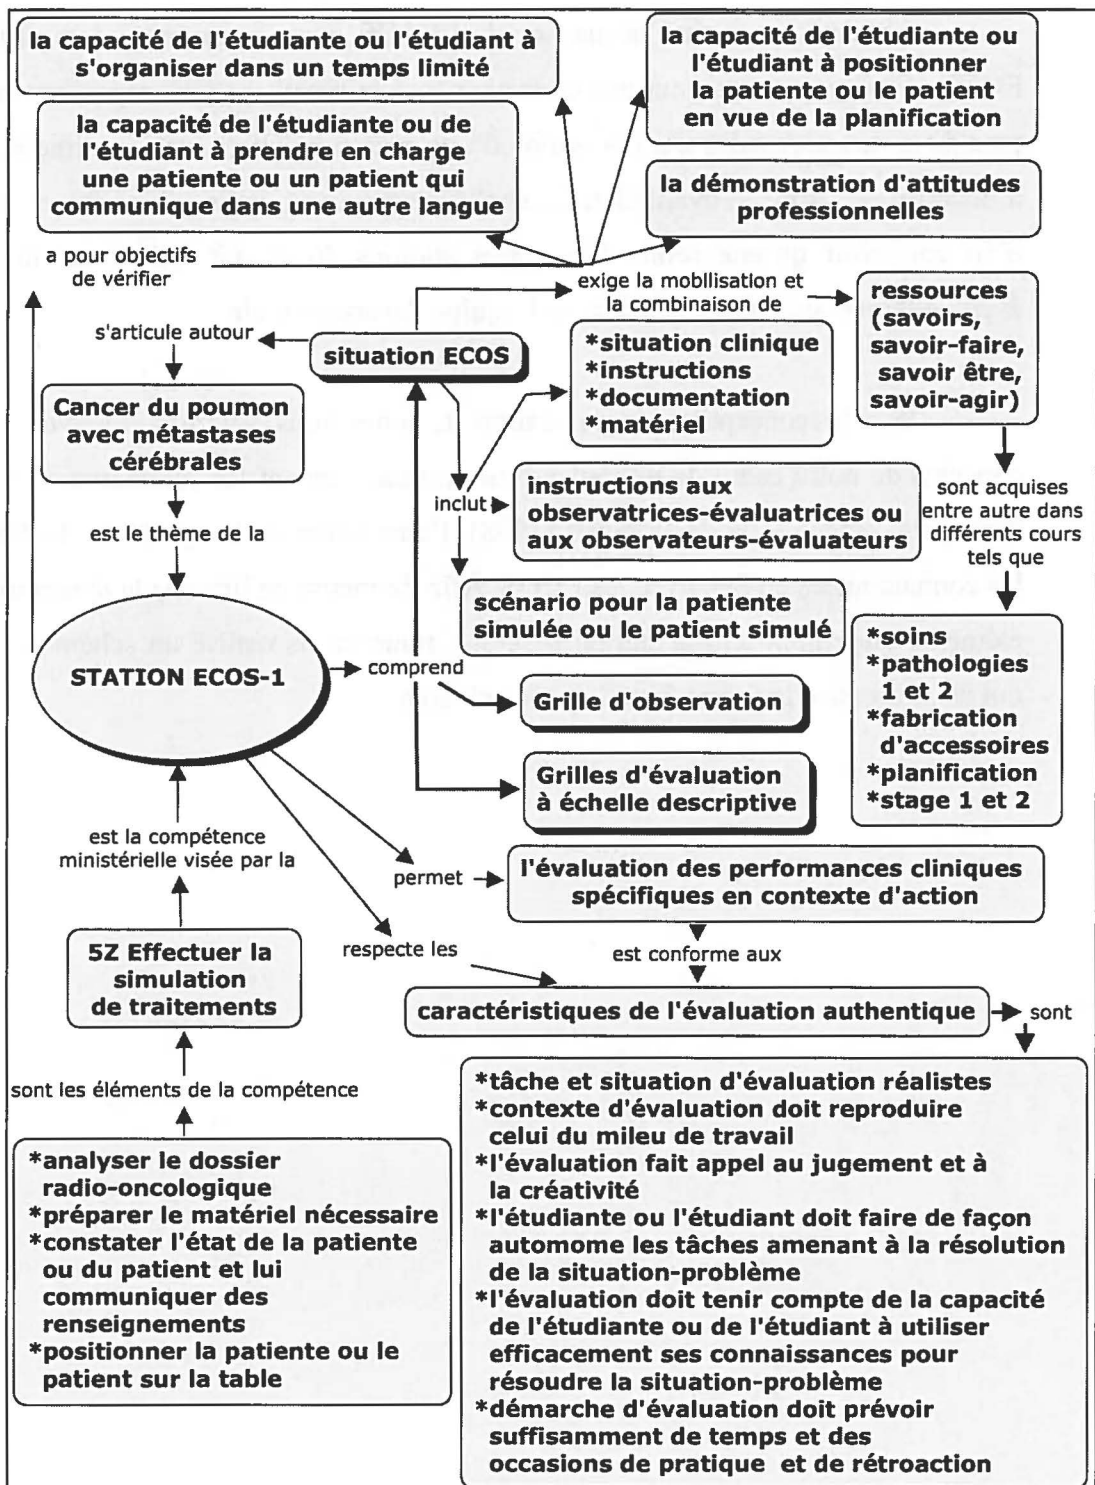 la capacité de l'étudiante ou l'étudiant à
s'organiser dans un temps limité
la capacité de l'étudiante ou
l'étudiant à positionner
la patiente ou le patient
en vue de la planification
la capacité de l'étudiante ou de
l'étudiant à prendre en charge
une patiente ou un patient qui
communique dans une autre langue
la démonstration d'attitudes
professionnelles
a pour objectifs
de vérifier
exige la mobilisation et
la combinaison de
ressources
(savoirs,
savoir-faire,
savoir être,
savoir-agir)
s'articule autour
situation ECOS
*situation clinique
*instructions
*documentation
*matériel
Cancer du poumon
avec métastases
cérébrales
inclut
instructions aux
observatrices-évaluatrices ou
aux observateurs-évaluateurs
sont acquises
entre autre dans
différents cours
tels que
est le thème de la
scénario pour la patiente
simulée ou le patient simulé
*soins
*pathologies
1 et 2
*fabrication
d'accessoires
*planification
*stage 1 et 2
STATION ECOS-1
comprend
Grille d'observation
Grilles d'évaluation
à échelle descriptive
est la compétence
ministérielle visée par la
permet
l'évaluation des performances cliniques
spécifiques en contexte d'action
5Z Effectuer la
simulation
de traitements
respecte les
est conforme aux
caractéristiques de l'évaluation authentique
sont
sont les éléments de la compétence
*analyser le dossier
radio-oncologique
*préparer le matériel nécessaire
*constater l'état de la patiente
ou du patient et lui
communiquer des
renseignements
*positionner la patiente ou le
patient sur la table
*tâche et situation d'évaluation réalistes
*contexte d'évaluation doit reproduire
celui du mileu de travail
*l'évaluation fait appel au jugement et à
la créativité
*l'étudiante ou l'étudiant doit faire de façon
automome les tâches amenant à la résolution
de la situation-problème
*l'évaluation doit tenir compte de la capacité
de l'étudiante ou de l'étudiant à utiliser
efficacement ses connaissances pour
résoudre la situation-problème
*démarche d'évaluation doit prévoir
suffisamment de temps et des
occasions de pratique et de rétroaction